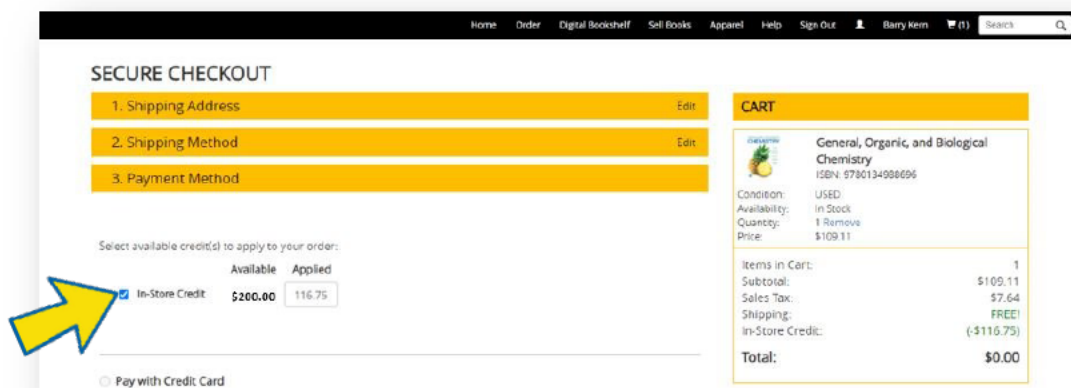 Home Order Digital Bookshelf Sell Books Apparel Help Sign Out Barry Kern (1) Search
SECURE CHECKOUT
1. Shipping Address Edit
2. Shipping Method Edit
3. Payment Method
Select available credit(s) to apply to your order:
Available Applied
In-Store Credit $200.00 116.75
Pay with Credit Card
CART
CHEMISTRY
General, Organic, and Biological
Chemistry
ISBN: 9780134988696
Condition: USED
Availability: In Stock
Quantity: 1 Remove
Price: $109.11
Items in Cart: 1
Subtotal: $109.11
Sales Tax: $7.64
Shipping: FREE!
In-Store Credit: (-$116.75)
Total: $0.00